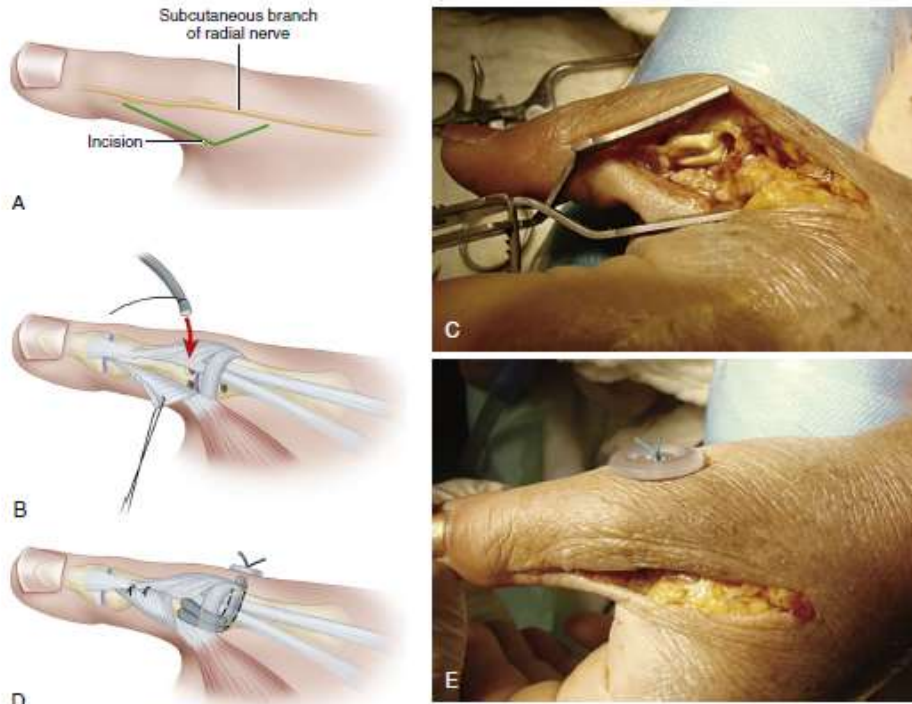 Subcutaneous branch
of radial nerve
Incision
A
B
C
D
E